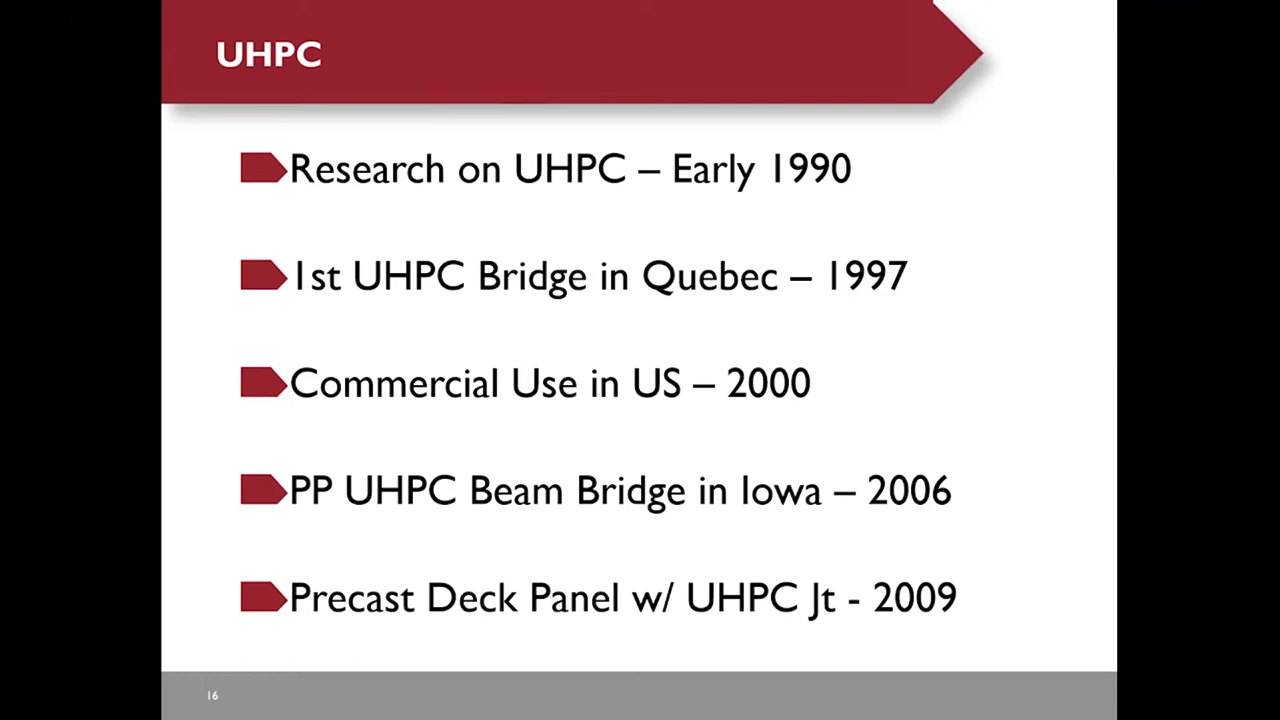 UHPC
Research on UHPC – Early 1990
1st UHPC Bridge in Quebec – 1997
Commercial Use in US – 2000
PP UHPC Beam Bridge in Iowa – 2006
Precast Deck Panel w/ UHPC Jt - 2009
16